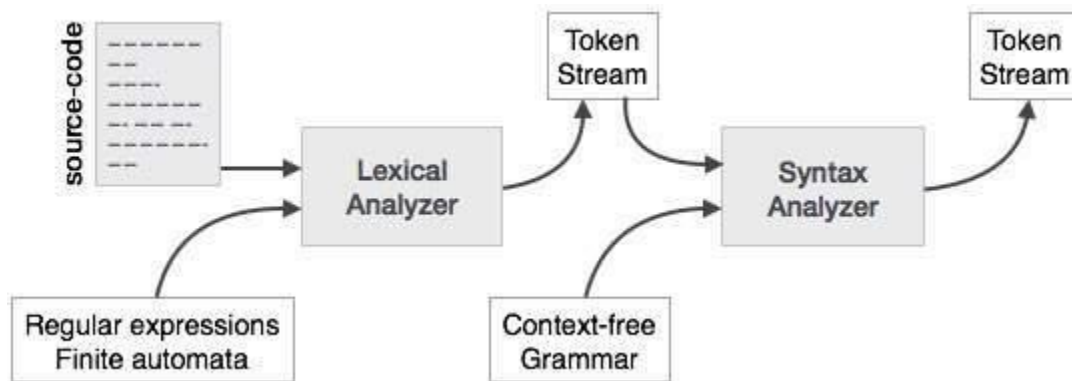 source-code
Token
Stream
Token
Stream
Lexical
Analyzer
Syntax
Analyzer
Regular expressions
Finite automata
Context-free
Grammar